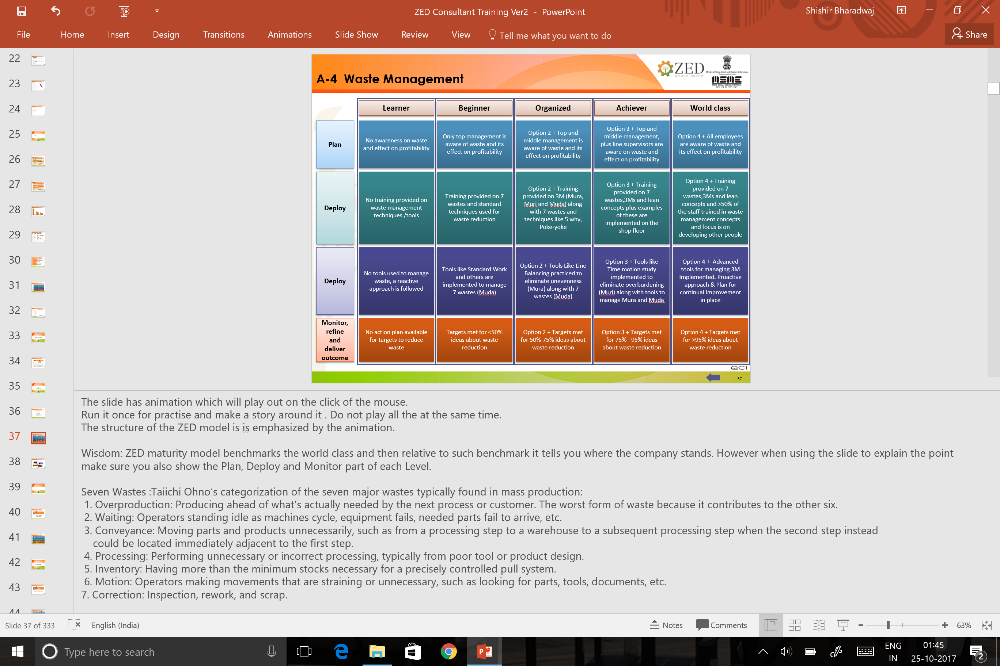 ZED Consultant Training Ver2 - PowerPoint
Shishir Bharadwaj
File Home Insert Design Transitions Animations Slide Show Review View Tell me what you want to do
Share
22
23
24
25
26
27
28
29
30
31
32
33
34
35
36
37
38
39
40
41
42
43
44
A-4 Waste Management
ZED
Ministry of Micro, Small and Medium Enterprises,
Government of India
MSME
MICRO, SMALL & MEDIUM ENTERPRISES
Learner
Beginner
Organized
Achiever
World class
Plan
No awareness on waste
and effect on profitability
Only top management is
aware of waste and its
effect on profitability
Option 2 + Top and
middle management is
aware of waste and its
effect on profitability
Option 3 + Top and
middle management,
plus line supervisors are
aware on waste and
effect on profitability
Option 4 + All employees
are aware of waste and
its effect on profitability
Deploy
No training provided on
waste management
techniques /tools
Training provided on 7
wastes and standard
techniques used for
waste reduction
Option 2 + Training
provided on 3M (Mura,
Muri and Muda) along
with 7 wastes and
techniques like 5 why,
Poke-yoke
Option 3 + Training
provided on 7
wastes,3Ms and lean
concepts plus examples
of these are
implemented on the
shop floor
Option 4 + Training
provided on 7
wastes,3Ms and lean
concepts and >50% of
the staff trained in waste
management concepts
and focus is on
developing other people
Deploy
No tools used to manage
waste, a reactive
approach is followed
Tools like Standard Work
and others are
implemented to manage
7 wastes (Muda)
Option 2 + Tools Like Line
Balancing practiced to
eliminate unevenness
(Mura) along with 7
wastes (Muda)
Option 3 + Tools like
Time motion study
implemented to
eliminate overburdening
(Muri) along with tools to
manage Mura and Muda
Option 4 + Advanced
tools for managing 3M
Implemented. Proactive
approach & Plan for
continual Improvement
in place
Monitor,
refine
and
deliver
outcome
No action plan available
for targets to reduce
waste
Targets met for <50%
ideas about waste
reduction
Option 2 + Targets met
for 50%-75% ideas about
waste reduction
Option 3 + Targets met
for 75% - 95% ideas
about waste reduction
Option 4 + Targets met
for >95% ideas about
waste reduction
QCI
37
The slide has animation which will play out on the click of the mouse.
Run it once for practise and make a story around it . Do not play all the at the same time.
The structure of the ZED model is is emphasized by the animation.
Wisdom: ZED maturity model benchmarks the world class and then relative to such benchmark it tells you where the company stands. However when using the slide to explain the point
make sure you also show the Plan, Deploy and Monitor part of each Level.
Seven Wastes :Taiichi Ohno’s categorization of the seven major wastes typically found in mass production:
1. Overproduction: Producing ahead of what’s actually needed by the next process or customer. The worst form of waste because it contributes to the other six.
2. Waiting: Operators standing idle as machines cycle, equipment fails, needed parts fail to arrive, etc.
3. Conveyance: Moving parts and products unnecessarily, such as from a processing step to a warehouse to a subsequent processing step when the second step instead
could be located immediately adjacent to the first step.
4. Processing: Performing unnecessary or incorrect processing, typically from poor tool or product design.
5. Inventory: Having more than the minimum stocks necessary for a precisely controlled pull system.
6. Motion: Operators making movements that are straining or unnecessary, such as looking for parts, tools, documents, etc.
7. Correction: Inspection, rework, and scrap.
Slide 37 of 333
English (India)
Notes
Comments
63%
Type here to search
ENG
IN
01:45
25-10-2017
2